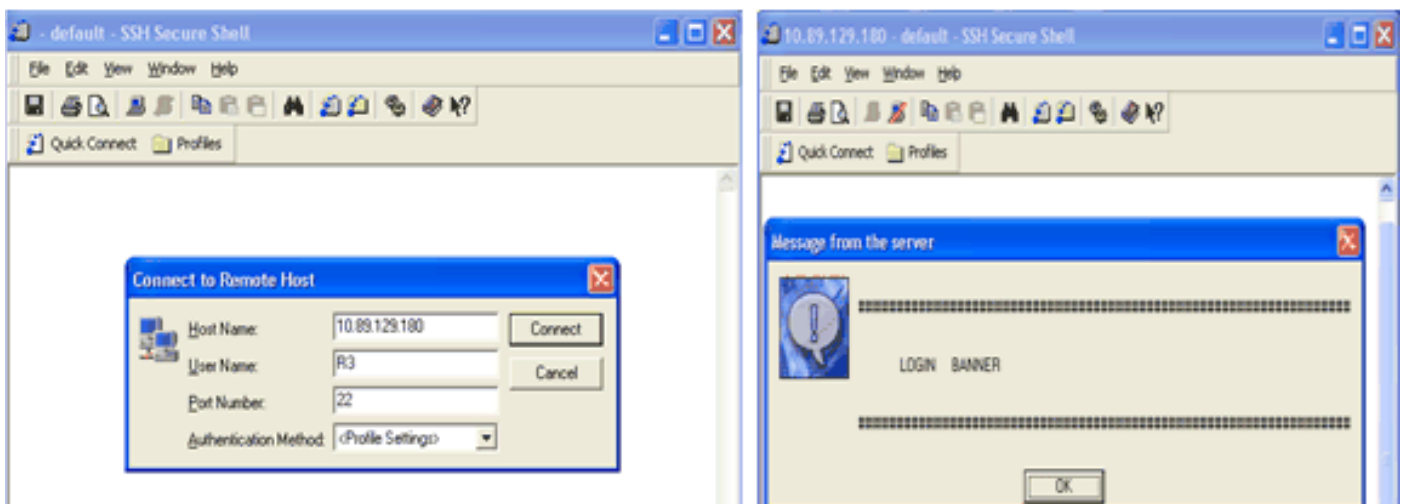 - default - SSH Secure Shell
File Edit View Window Help
Quick Connect Profiles
Connect to Remote Host
Host Name: 10.89.129.180 Connect
User Name: R3 Cancel
Port Number: 22
Authentication Method: <Profile Settings>
10.89.129.180 - default - SSH Secure Shell
File Edit View Window Help
Quick Connect Profiles
Message from the server
LOGIN BANNER
OK